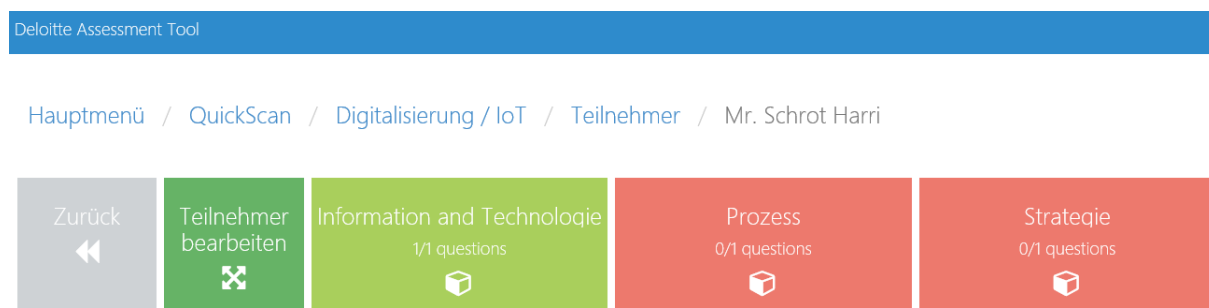 Deloitte Assessment Tool
Hauptmenü / QuickScan / Digitalisierung / IoT / Teilnehmer / Mr. Schrot Harri
Zurück
Teilnehmer
bearbeiten
Information and Technologie
1/1 questions
Prozess
0/1 questions
Strategie
0/1 questions